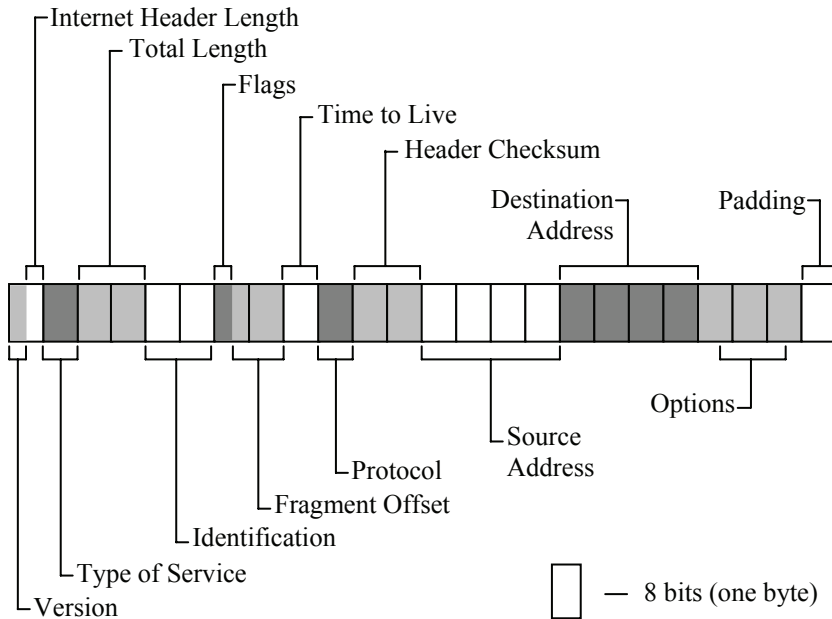 Internet Header Length
Total Length
Flags
Time to Live
Header Checksum
Destination
Address
Padding
Options
Source
Address
Protocol
Fragment Offset
Identification
Type of Service
Version
— 8 bits (one byte)